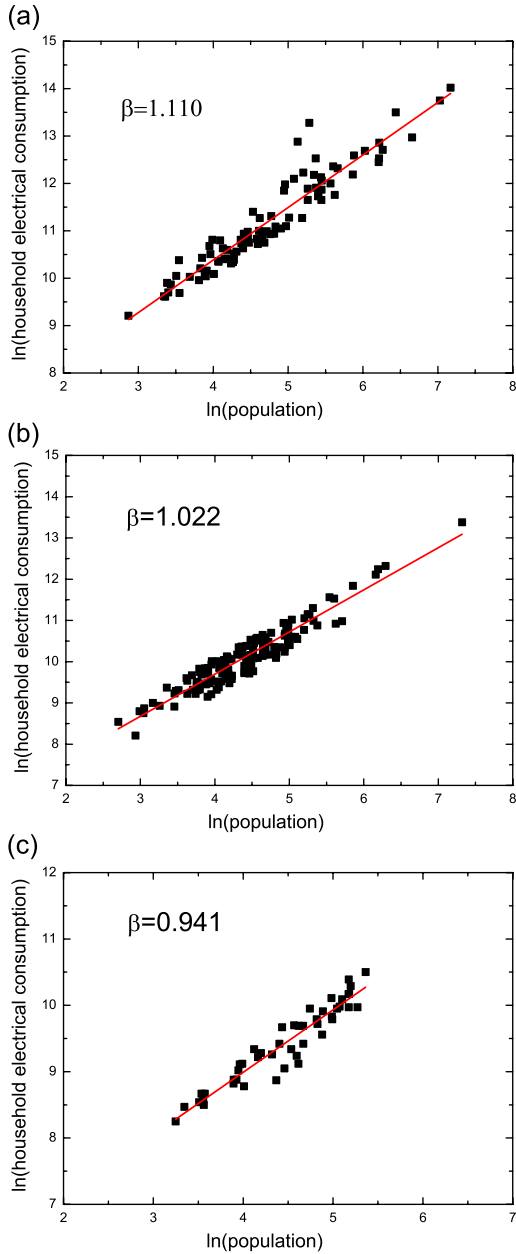 (a)
15
14
β=1.110
13
12
11
10
9
8
2 3 4 5 6 7 8
ln(household electrical consumption)
ln(population)
(b)
15
14
β=1.022
13
12
11
10
9
8
7
2 3 4 5 6 7 8
ln(household electrical consumption)
ln(population)
(c)
12
β=0.941
11
10
9
8
7
2 3 4 5 6 7
ln(household electrical consumption)
ln(population)